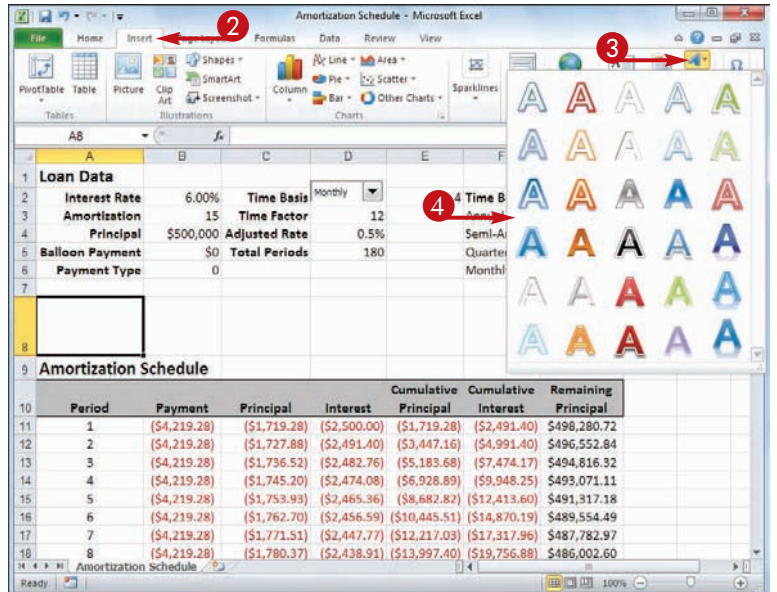 2
Amortization Schedule - Microsoft Excel
File Home Insert Formulas Data Review View
3
PivotTable Table Picture Clip Art Shapes SmartArt Screenshot Column Line Pie Bar Area Scatter Other Charts Sparklines
Tables Illustrations Charts
A8 fx
A B C D E F
1 Loan Data
2 Interest Rate 6.00% Time Basis Monthly 4 Time B
4
3 Amortization 15 Time Factor 12
4 Principal $500,000 Adjusted Rate 0.5% Semi-A
5 Balloon Payment $0 Total Periods 180 Quarte
6 Payment Type 0 Monthl
7
8
9 Amortization Schedule
10 Period Payment Principal Interest Cumulative Principal Cumulative Interest Remaining Principal
11 1 ($4,219.28) ($1,719.28) ($2,500.00) ($1,719.28) ($2,491.40) $498,280.72
12 2 ($4,219.28) ($1,727.88) ($2,491.40) ($3,447.16) ($4,991.40) $496,552.84
13 3 ($4,219.28) ($1,736.52) ($2,482.76) ($5,183.68) ($7,474.17) $494,816.32
14 4 ($4,219.28) ($1,745.20) ($2,474.08) ($6,928.89) ($9,948.25) $493,071.11
15 5 ($4,219.28) ($1,753.93) ($2,465.36) ($8,682.82) ($12,413.60) $491,317.18
16 6 ($4,219.28) ($1,762.70) ($2,456.59) ($10,445.51) ($14,870.19) $489,554.49
17 7 ($4,219.28) ($1,771.51) ($2,447.77) ($12,217.03) ($17,317.96) $487,782.97
18 8 ($4,219.28) ($1,780.37) ($2,438.91) ($13,997.40) ($19,756.88) $486,002.60
Amortization Schedule
Ready 100%